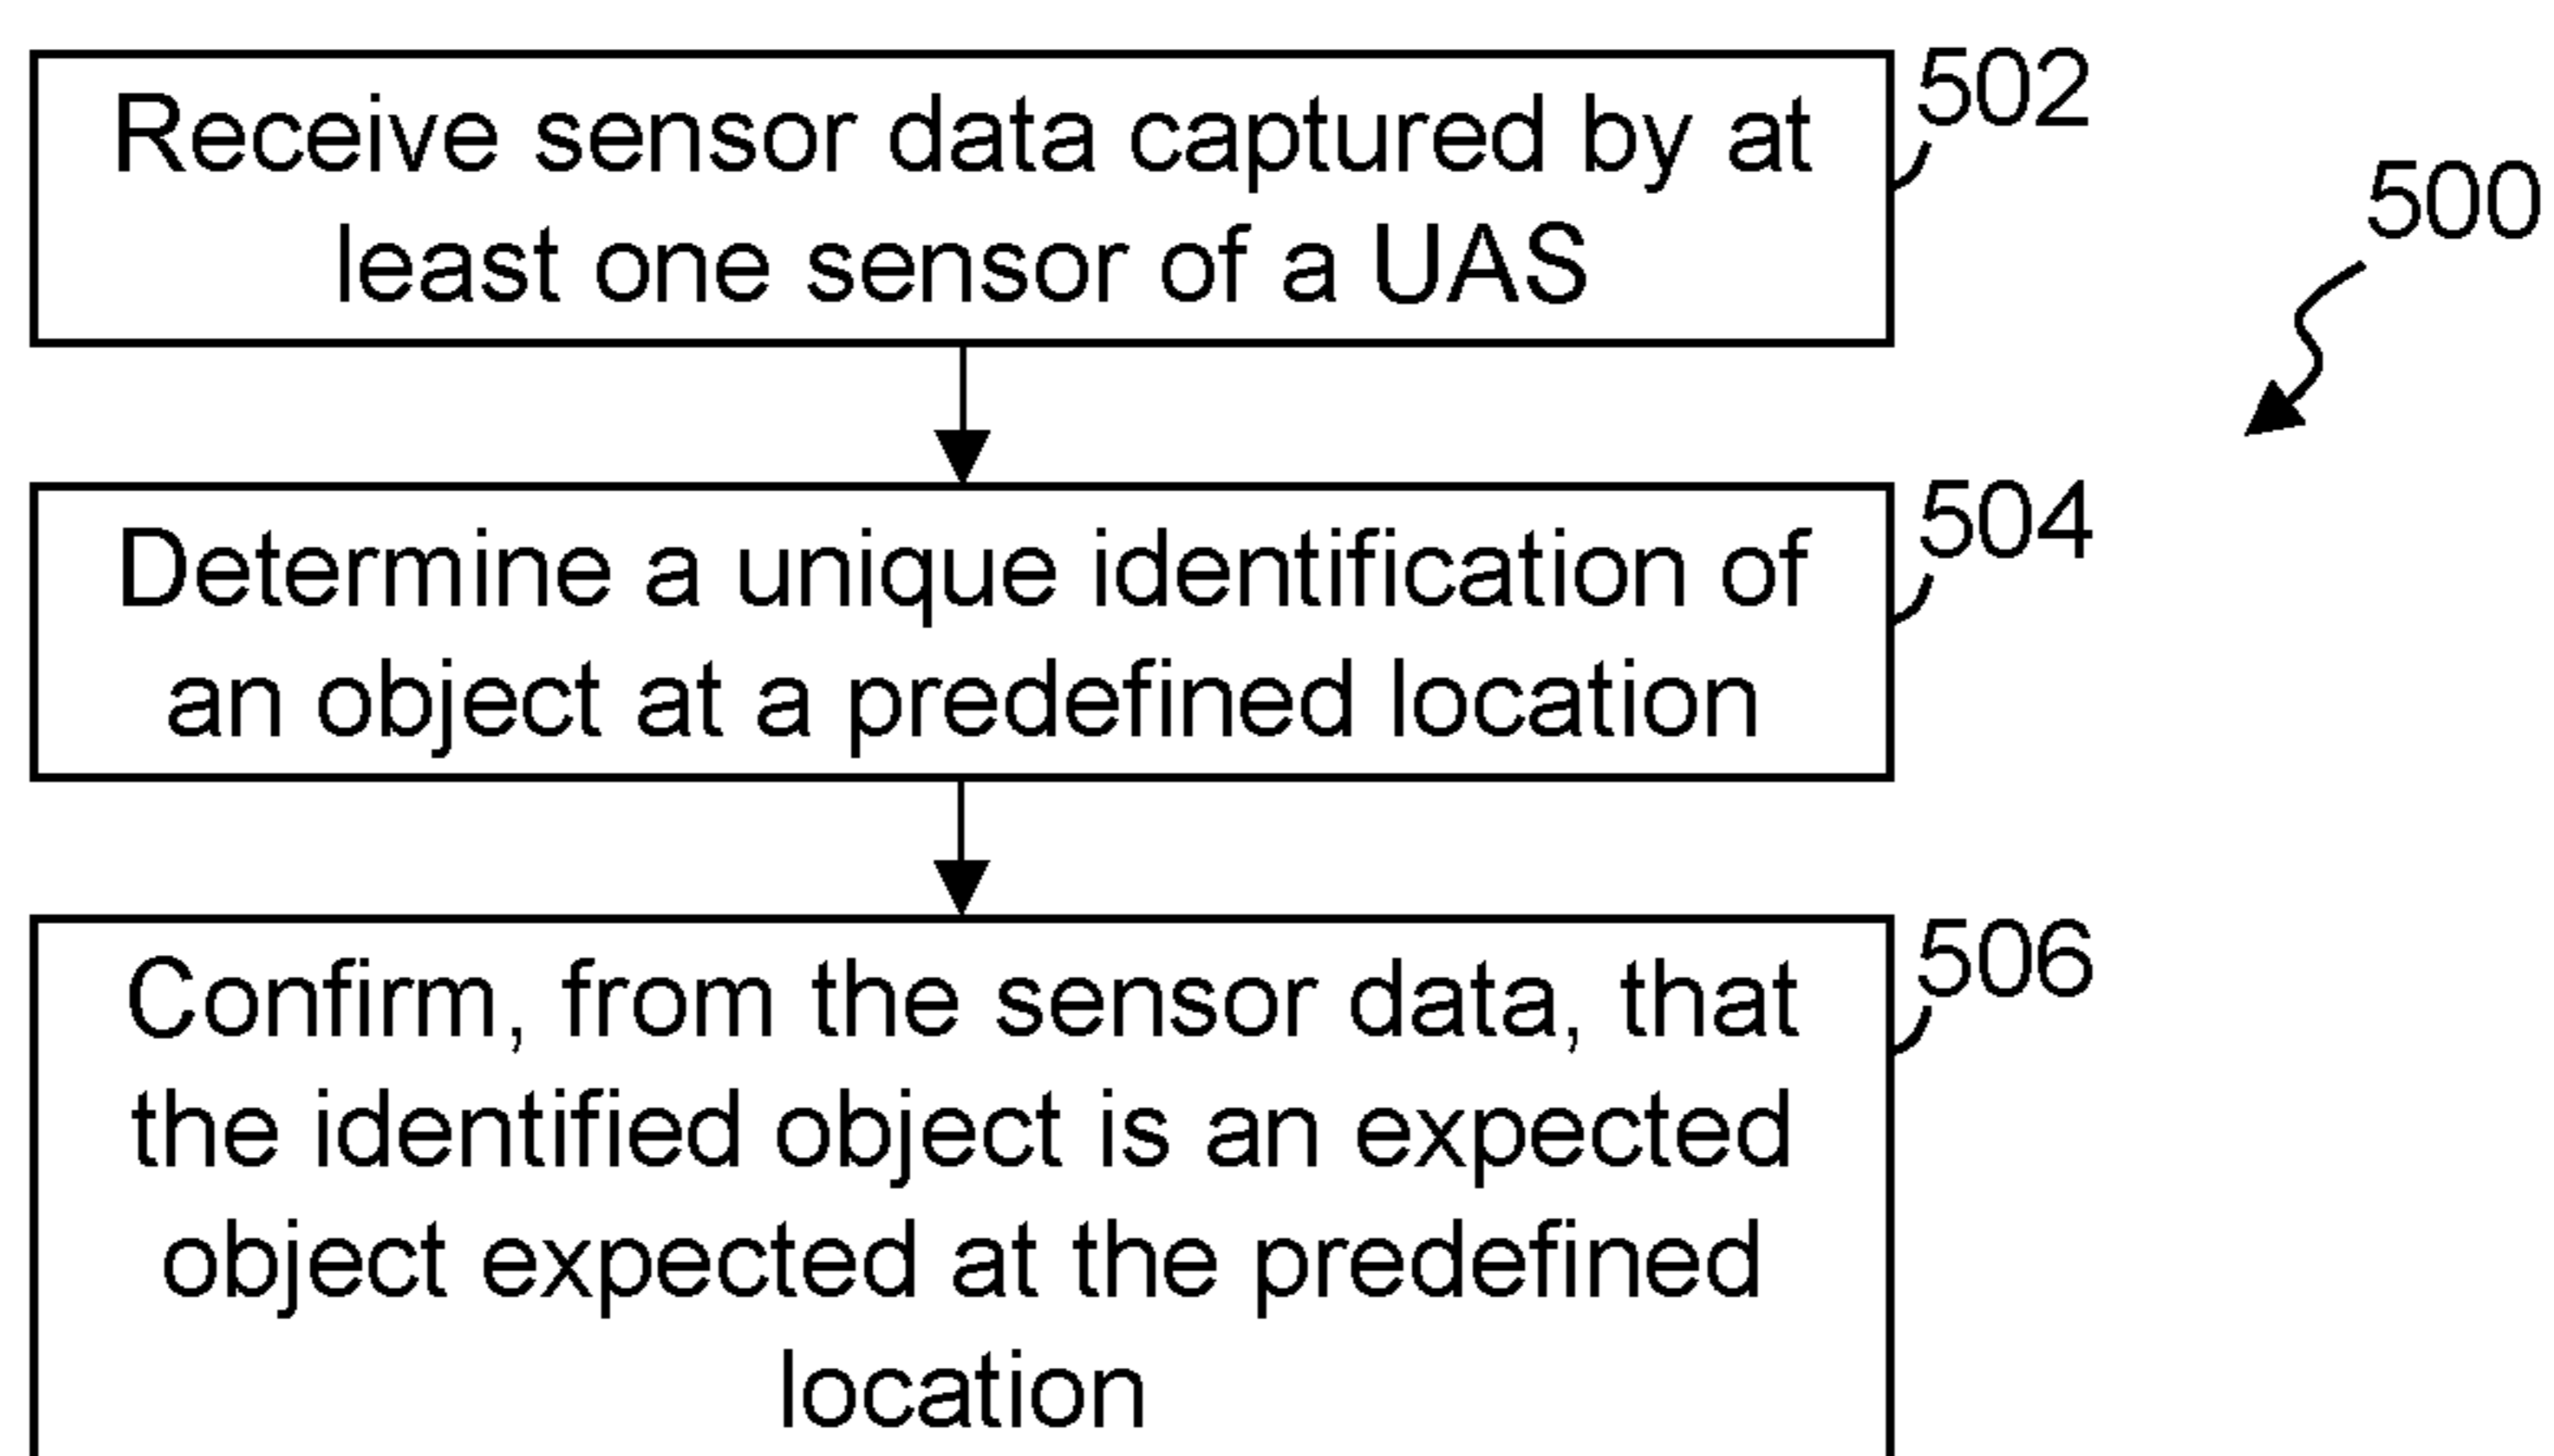 Receive sensor data captured by at
least one sensor of a UAS
502
500
Determine a unique identification of
an object at a predefined location
504
Confirm, from the sensor data, that
the identified object is an expected
object expected at the predefined
location
506